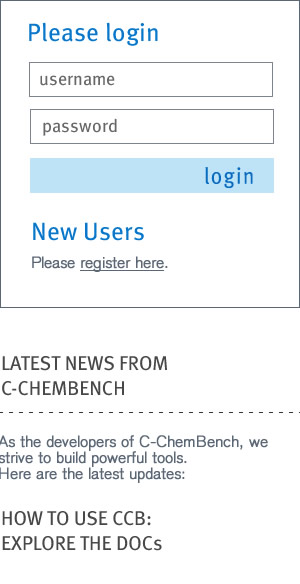 Please login
username
password
login
New Users
Please register here.
LATEST NEWS FROM
C-CHEMBENCH
As the developers of C-ChemBench, we
strive to build powerful tools.
Here are the latest updates:
HOW TO USE CCB:
EXPLORE THE DOCs